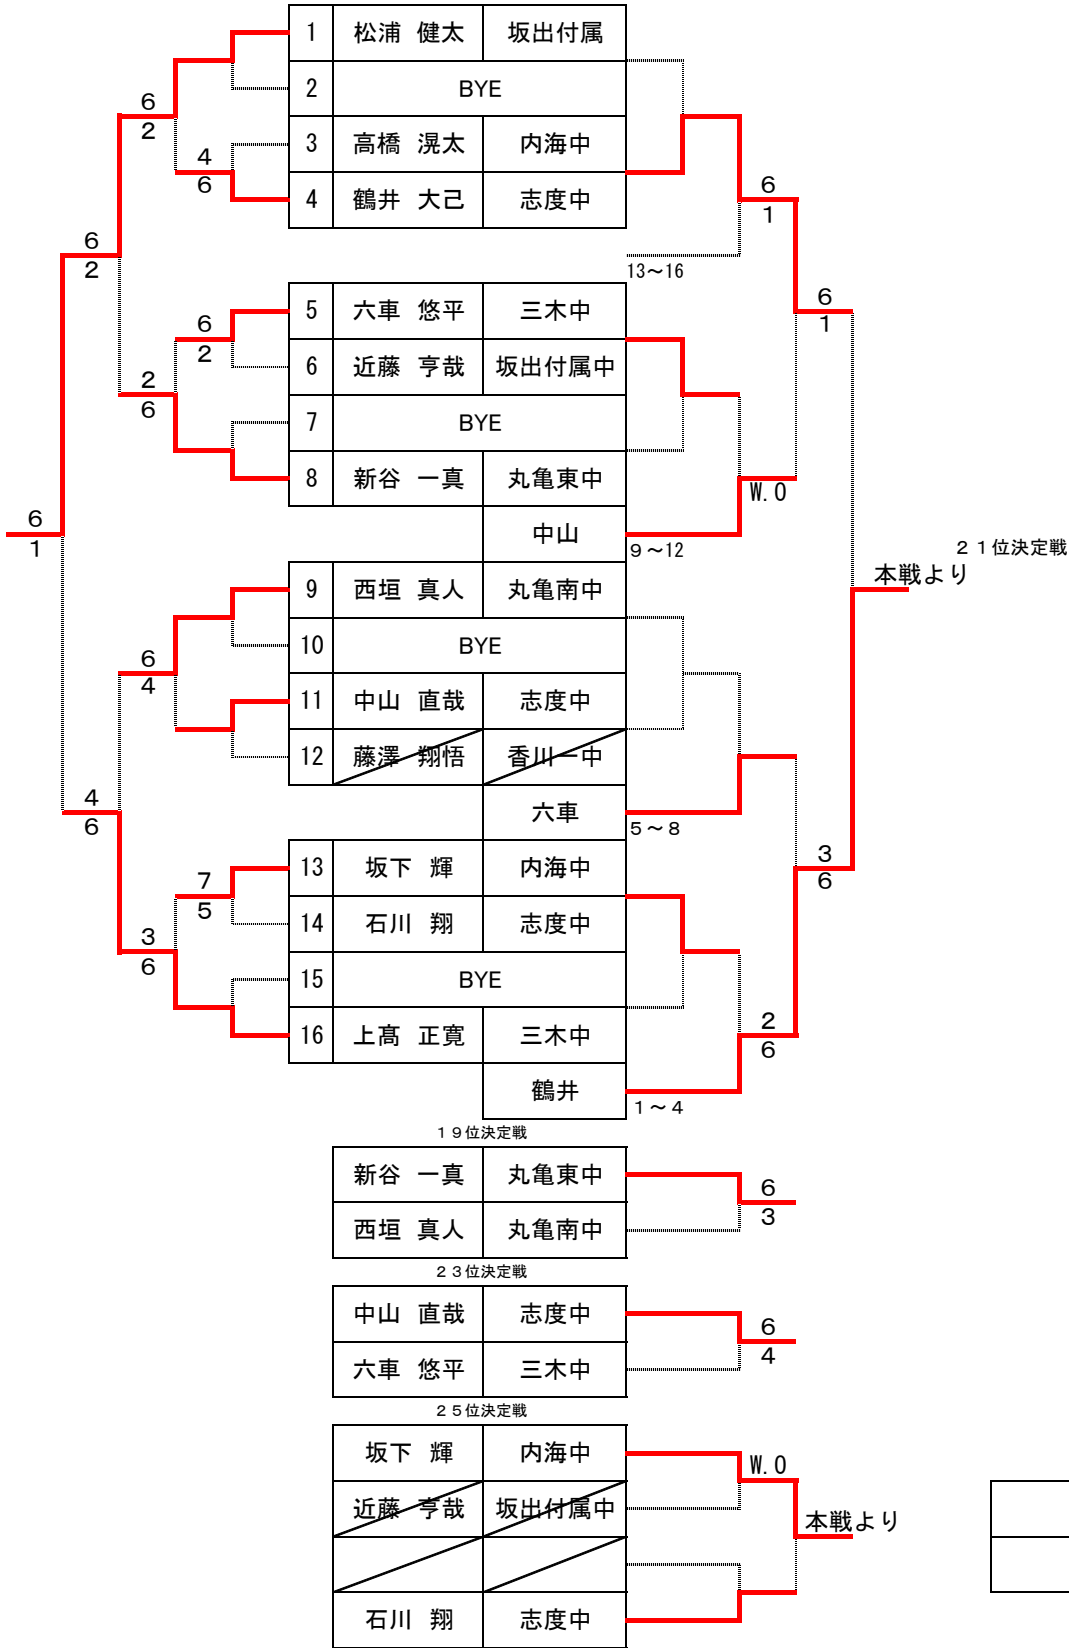 1 松浦 健太 坂出付属
2 BYE
6
2
3 高橋 滉太 内海中
4
6
4 鶴井 大己 志度中
6
1
6
2
13～16
5 六車 悠平 三木中
6
2
6
1
6 近藤 亨哉 坂出付属中
2
6
7 BYE
8 新谷 一真 丸亀東中
W.O
6
1
中山
9～12
21位決定戦
本戦より
9 西垣 真人 丸亀南中
10 BYE
6
4
11 中山 直哉 志度中
12 藤澤 翔悟 香川一中
4
6
六車
5～8
13 坂下 輝 内海中
7
5
3
6
14 石川 翔 志度中
3
6
15 BYE
16 上髙 正寛 三木中
2
6
鶴井
1～4
19位決定戦
新谷 一真 丸亀東中
6
3
西垣 真人 丸亀南中
23位決定戦
中山 直哉 志度中
6
4
六車 悠平 三木中
25位決定戦
坂下 輝 内海中
W.O
近藤 亨哉 坂出付属中
本戦より
石川 翔 志度中